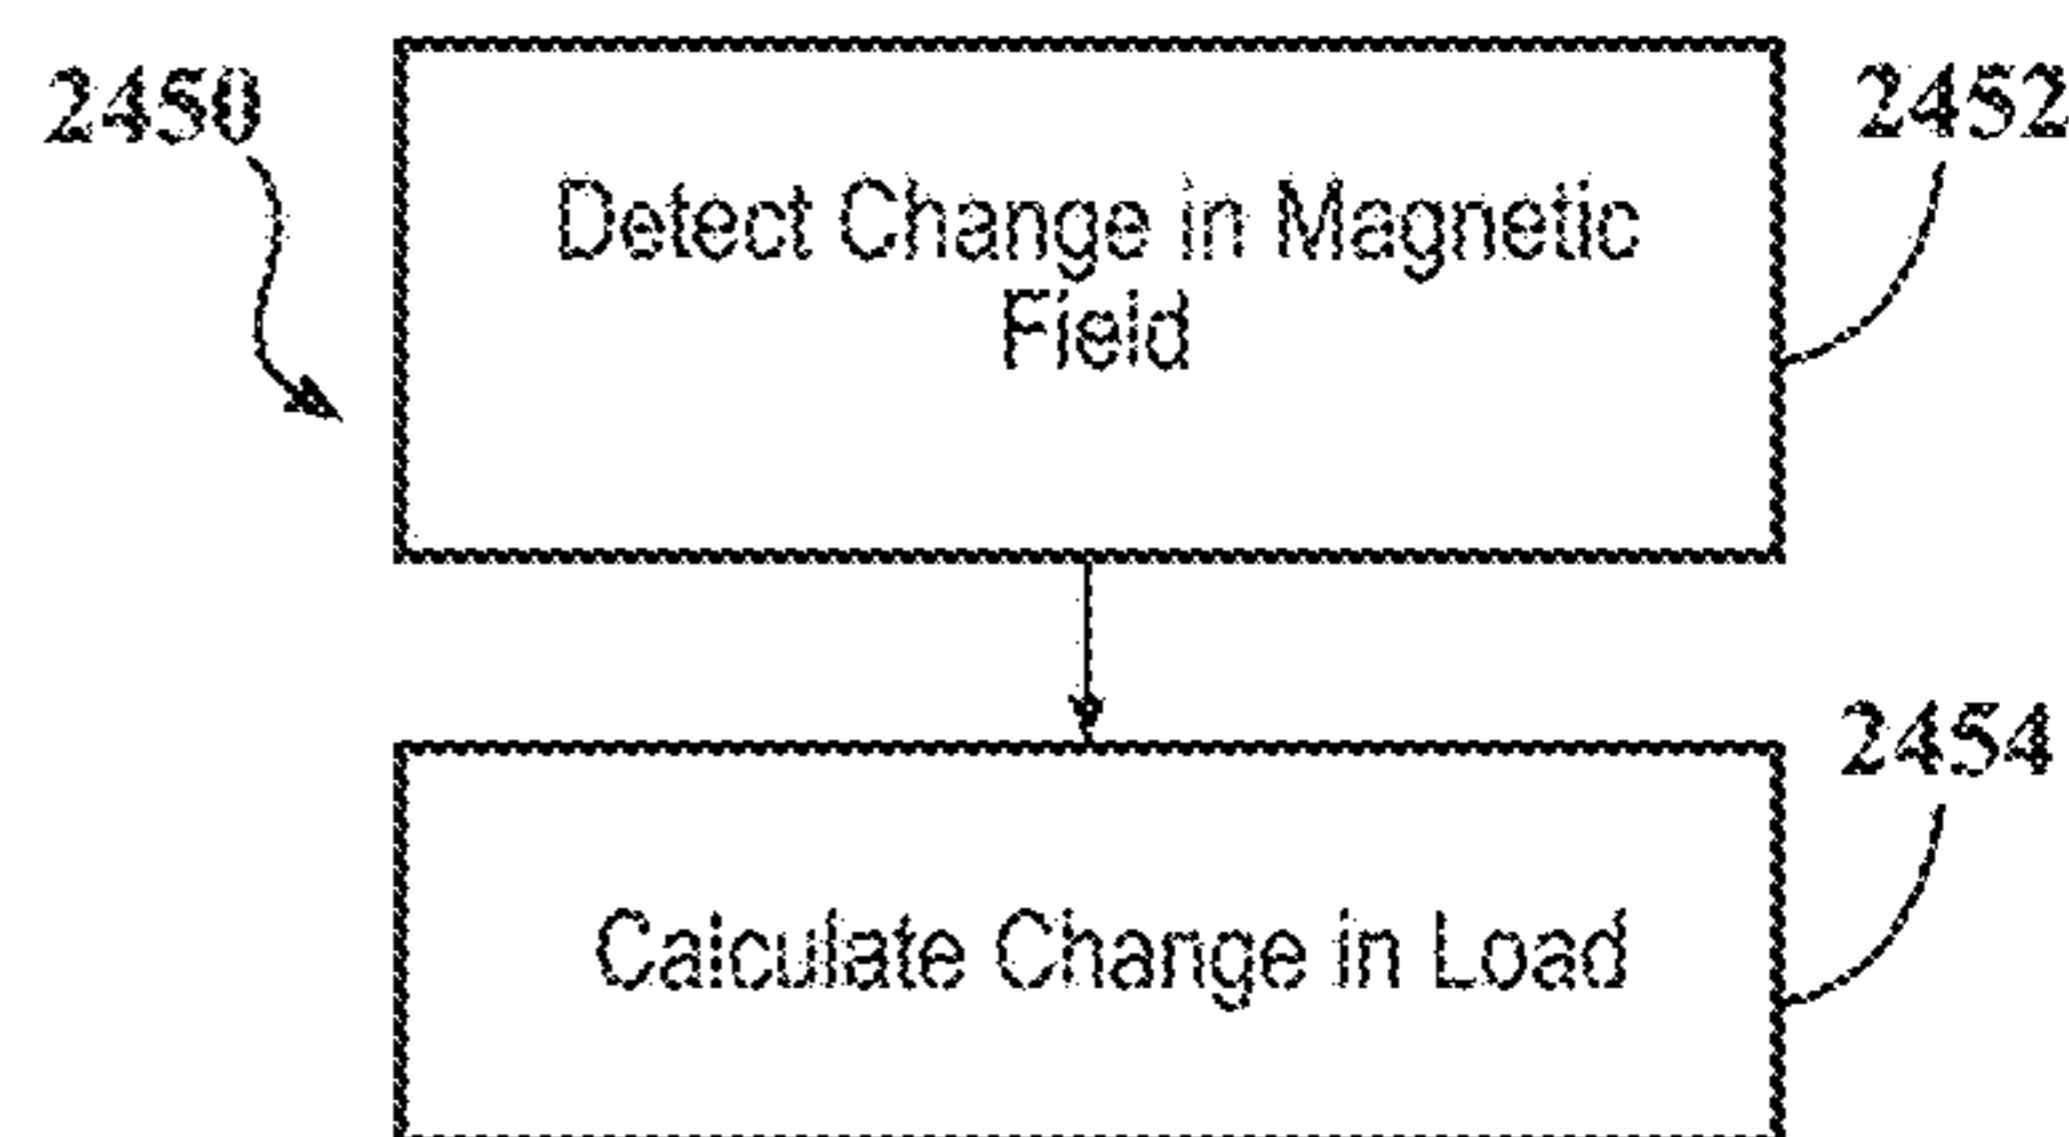 2450
2452
Detect Change in Magnetic
Field
2454
Calculate Change in Load